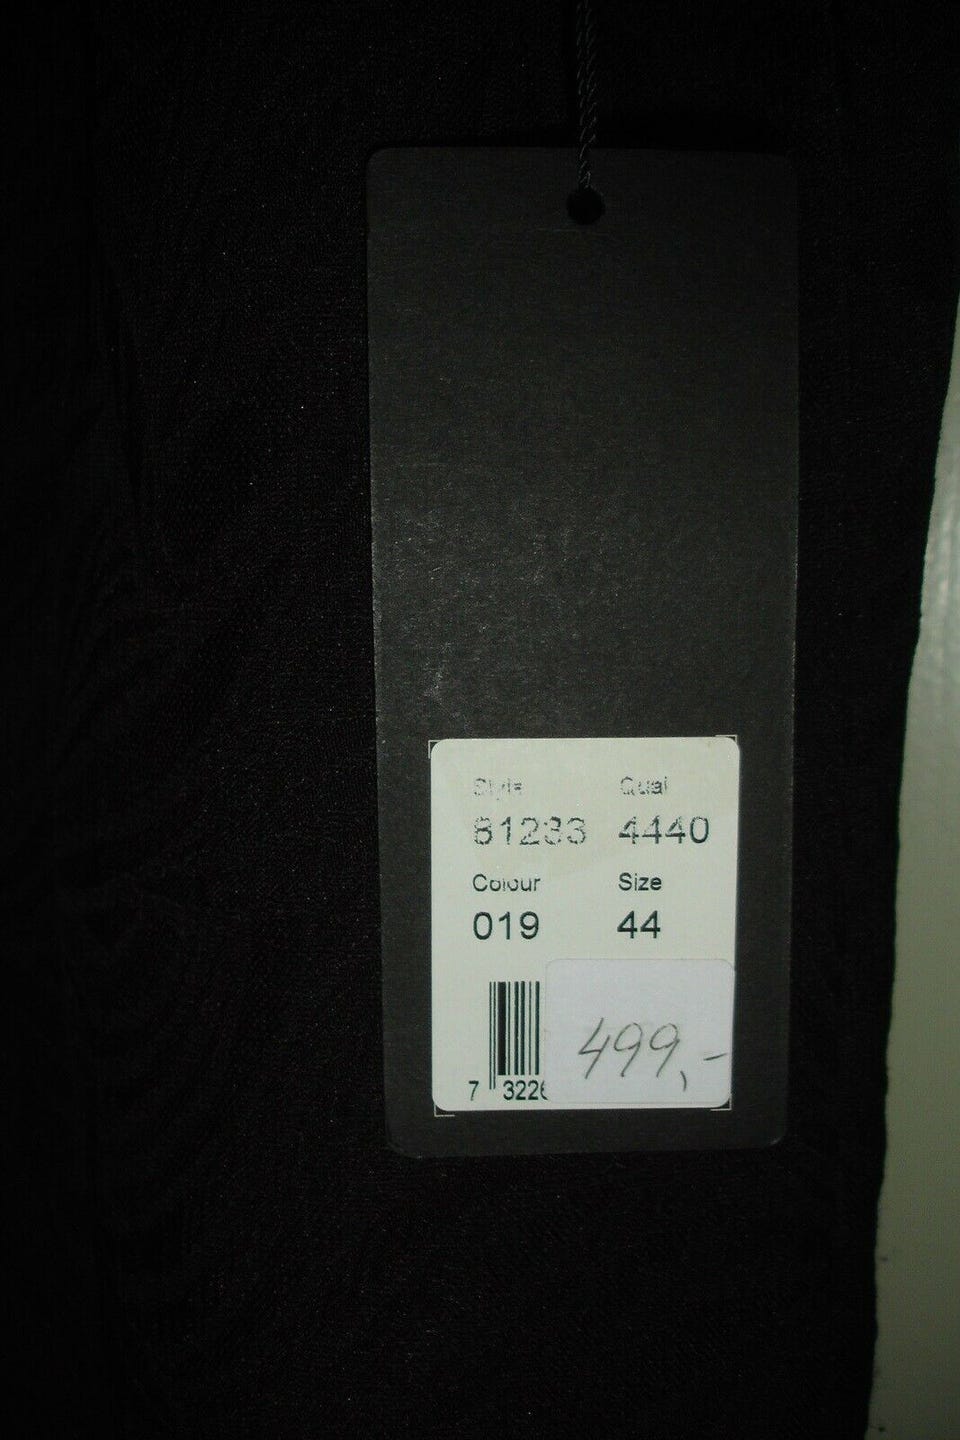 Style Qual
81233 4440
Colour Size
019 44
499,-
7 3226